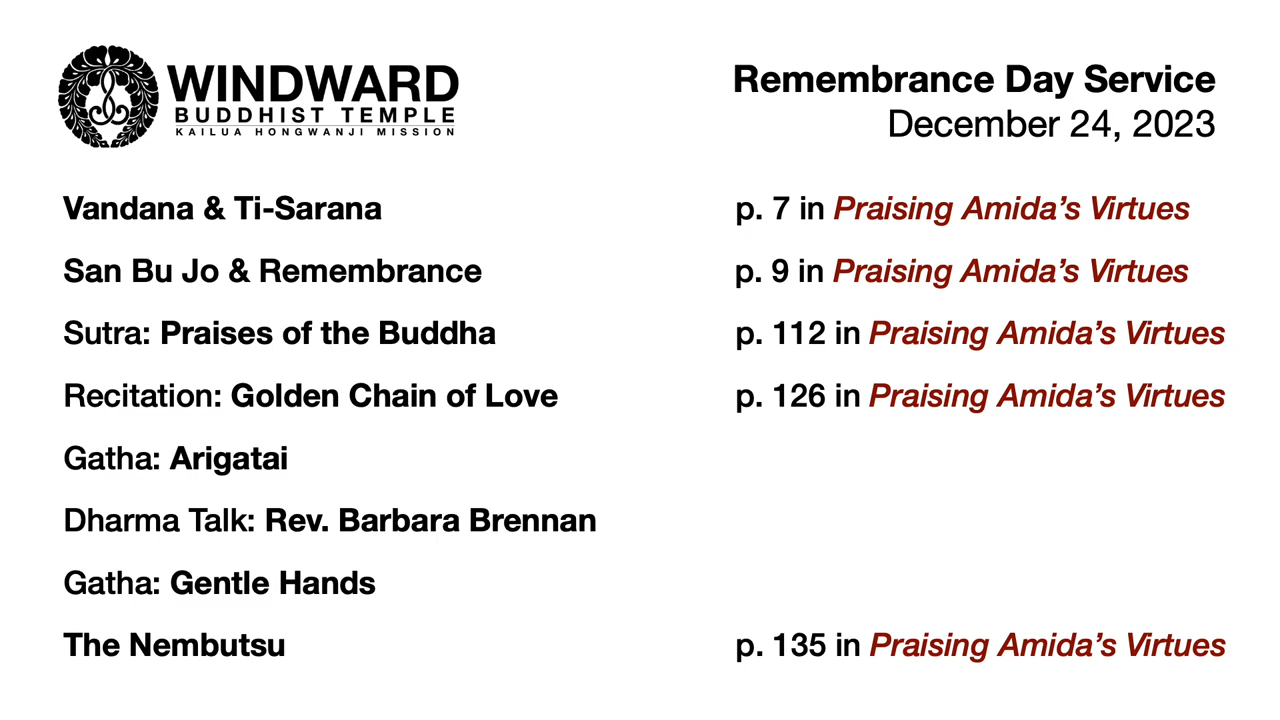 WINDWARD
BUDDHIST TEMPLE
KAILUA HONGWANJI MISSION
Remembrance Day Service
December 24, 2023
Vandana & Ti-Sarana p. 7 in Praising Amida’s Virtues
San Bu Jo & Remembrance p. 9 in Praising Amida’s Virtues
Sutra: Praises of the Buddha p. 112 in Praising Amida’s Virtues
Recitation: Golden Chain of Love p. 126 in Praising Amida’s Virtues
Gatha: Arigatai
Dharma Talk: Rev. Barbara Brennan
Gatha: Gentle Hands
The Nembutsu p. 135 in Praising Amida’s Virtues